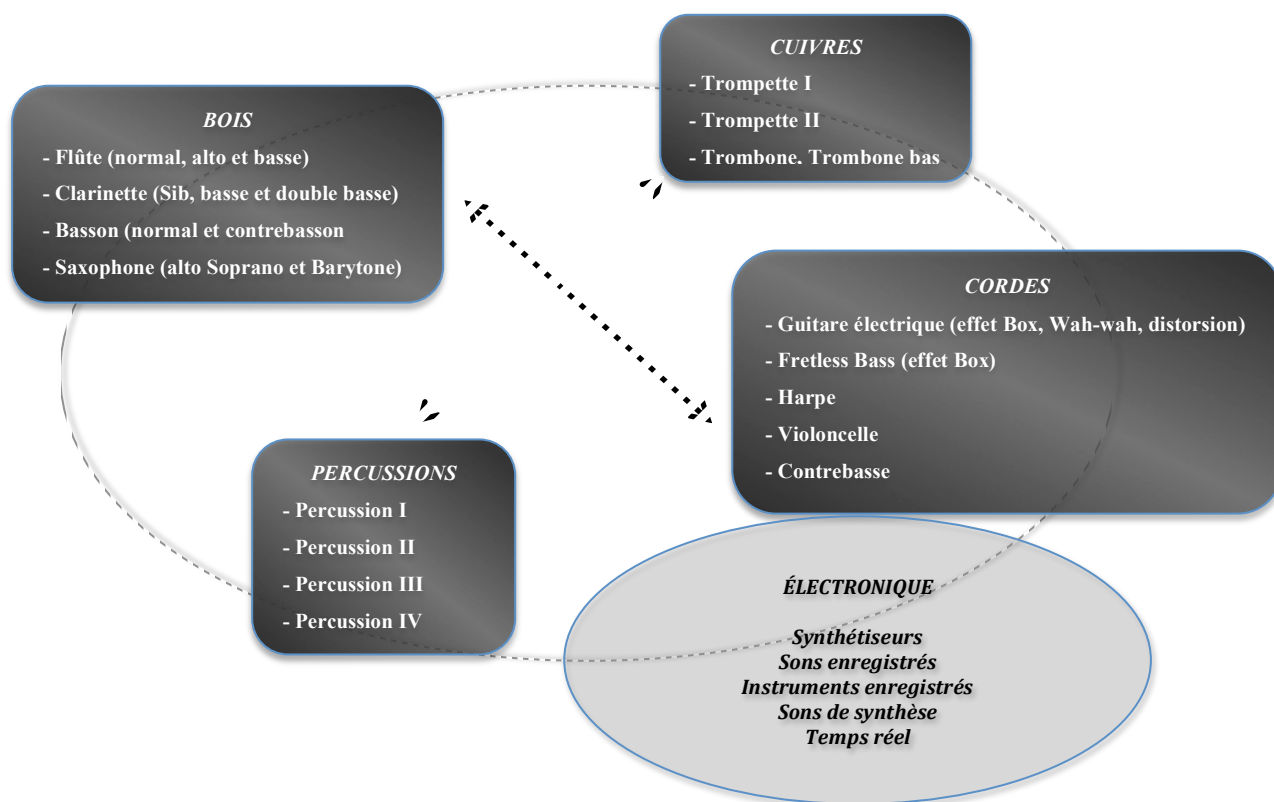 CUIVRES
- Trompette I
- Trompette II
- Trombone. Trombone bas
BOIS
- Flûte (normal, alto et basse)
- Clarinette (Sib, basse et double basse)
- Basson (normal et contrebasson
- Saxophone (alto Soprano et Barytone)
CORDES
- Guitare électrique (effet Box, Wah-wah, distorsion)
- Fretless Bass (effet Box)
- Harpe
- Violoncelle
- Contrebasse
PERCUSSIONS
- Percussion I
- Percussion II
- Percussion III
- Percussion IV
ÉLECTRONIQUE
Synthétiseurs
Sons enregistrés
Instruments enregistrés
Sons de synthèse
Temps réel